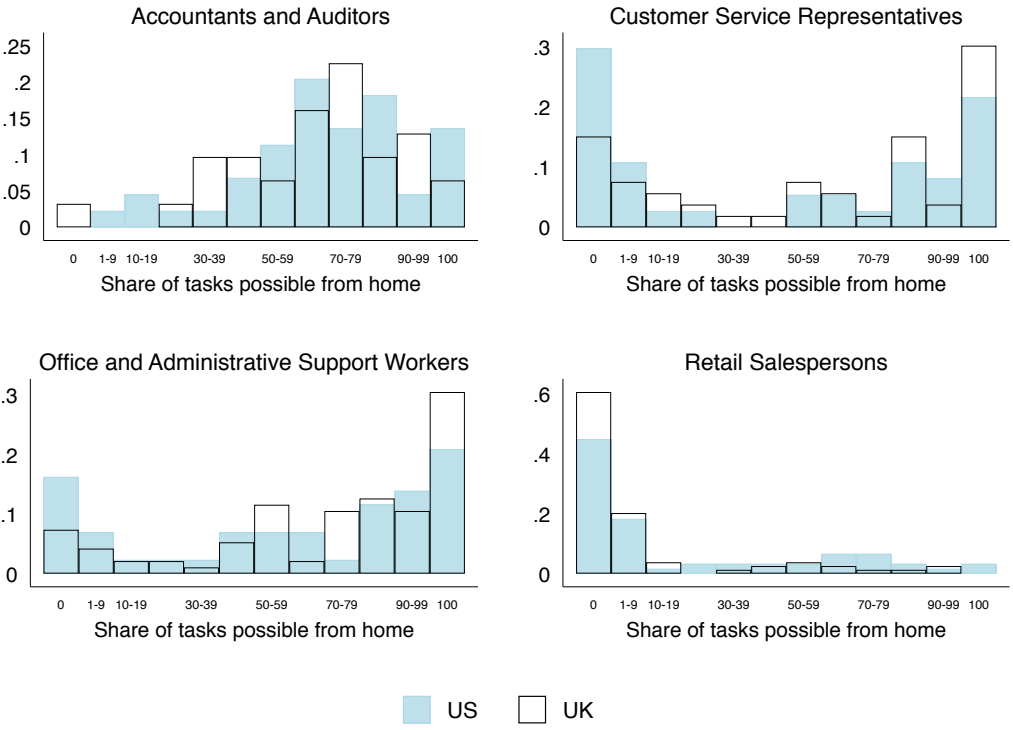 Accountants and Auditors
.25
.2
.15
.1
.05
0
0 1-9 10-19 30-39 50-59 70-79 90-99 100
Share of tasks possible from home
Customer Service Representatives
.3
.2
.1
0
0 1-9 10-19 30-39 50-59 70-79 90-99 100
Share of tasks possible from home
Office and Administrative Support Workers
.3
.2
.1
0
0 1-9 10-19 30-39 50-59 70-79 90-99 100
Share of tasks possible from home
Retail Salespersons
.6
.4
.2
0
0 1-9 10-19 30-39 50-59 70-79 90-99 100
Share of tasks possible from home
US UK